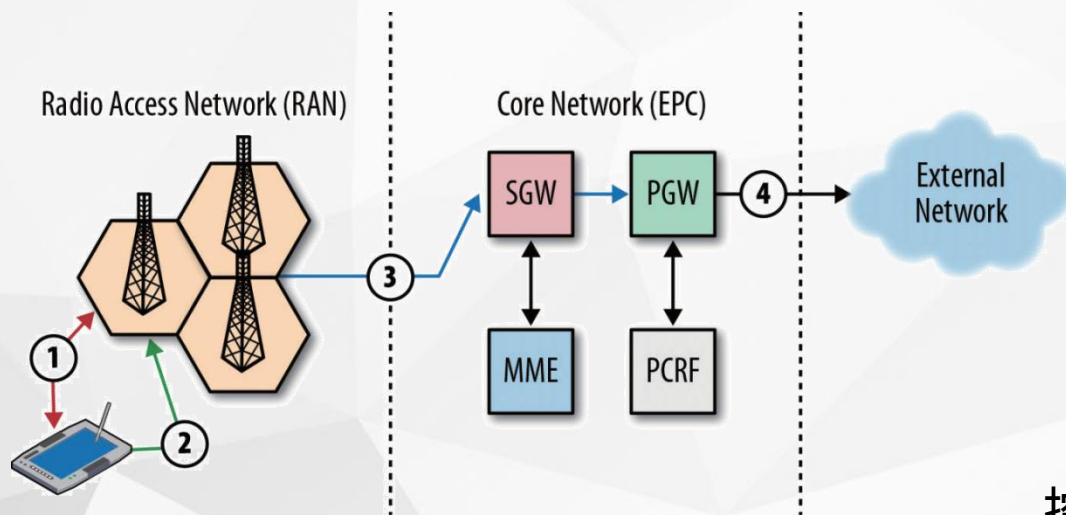 Radio Access Network (RAN)
Core Network (EPC)
SGW
PGW
4
External
Network
3
1
MME
PCRF
2